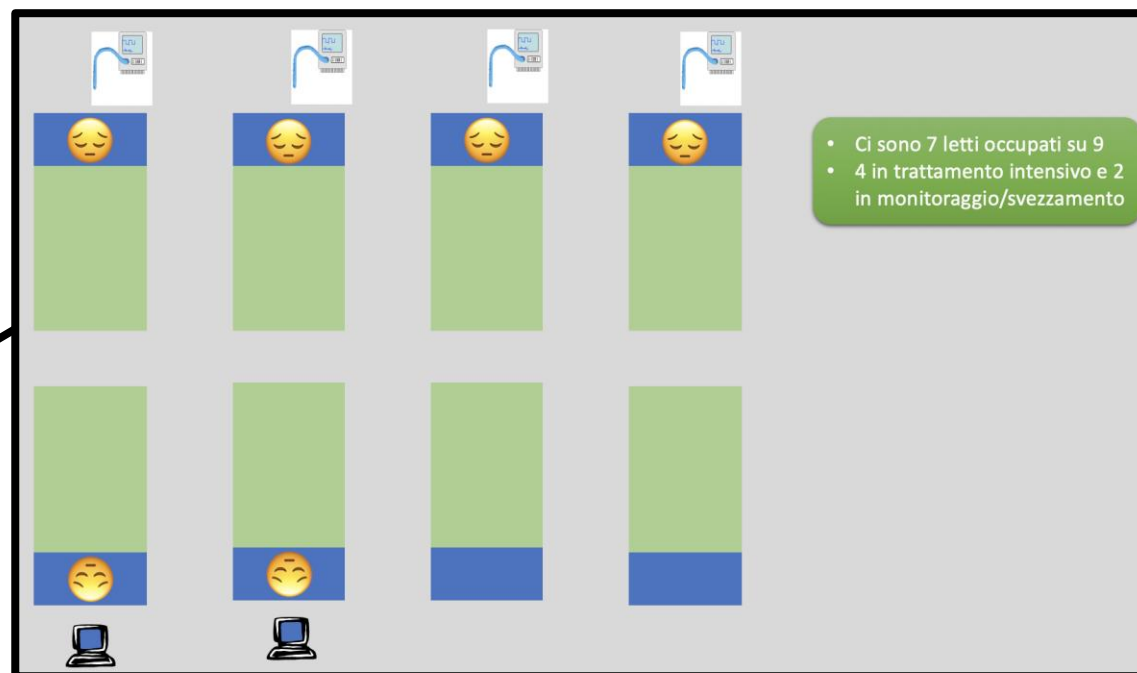 • Ci sono 7 letti occupati su 9
• 4 in trattamento intensivo e 2
in monitoraggio/svezzamento